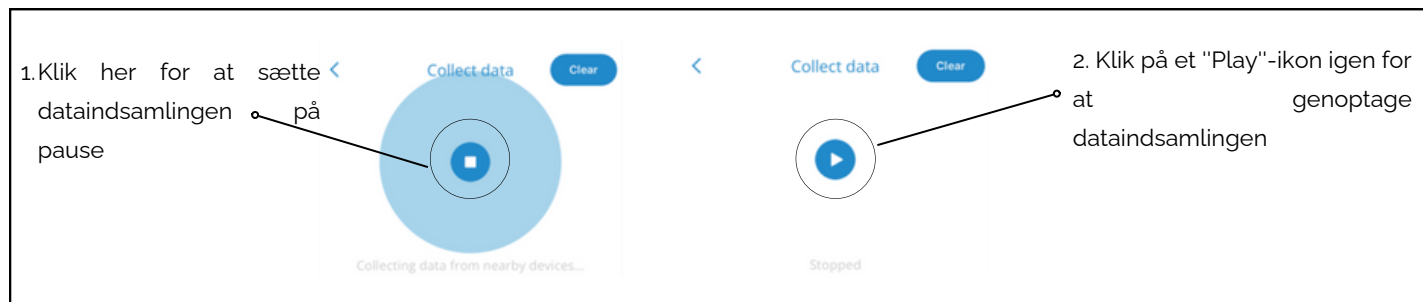 1. Klik her for at sætte
dataindsamlingen på
pause
Collect data
Clear
Collecting data from nearby devices...
Collect data
Clear
Stopped
2. Klik på et "Play"-ikon igen for
at genoptage
dataindsamlingen